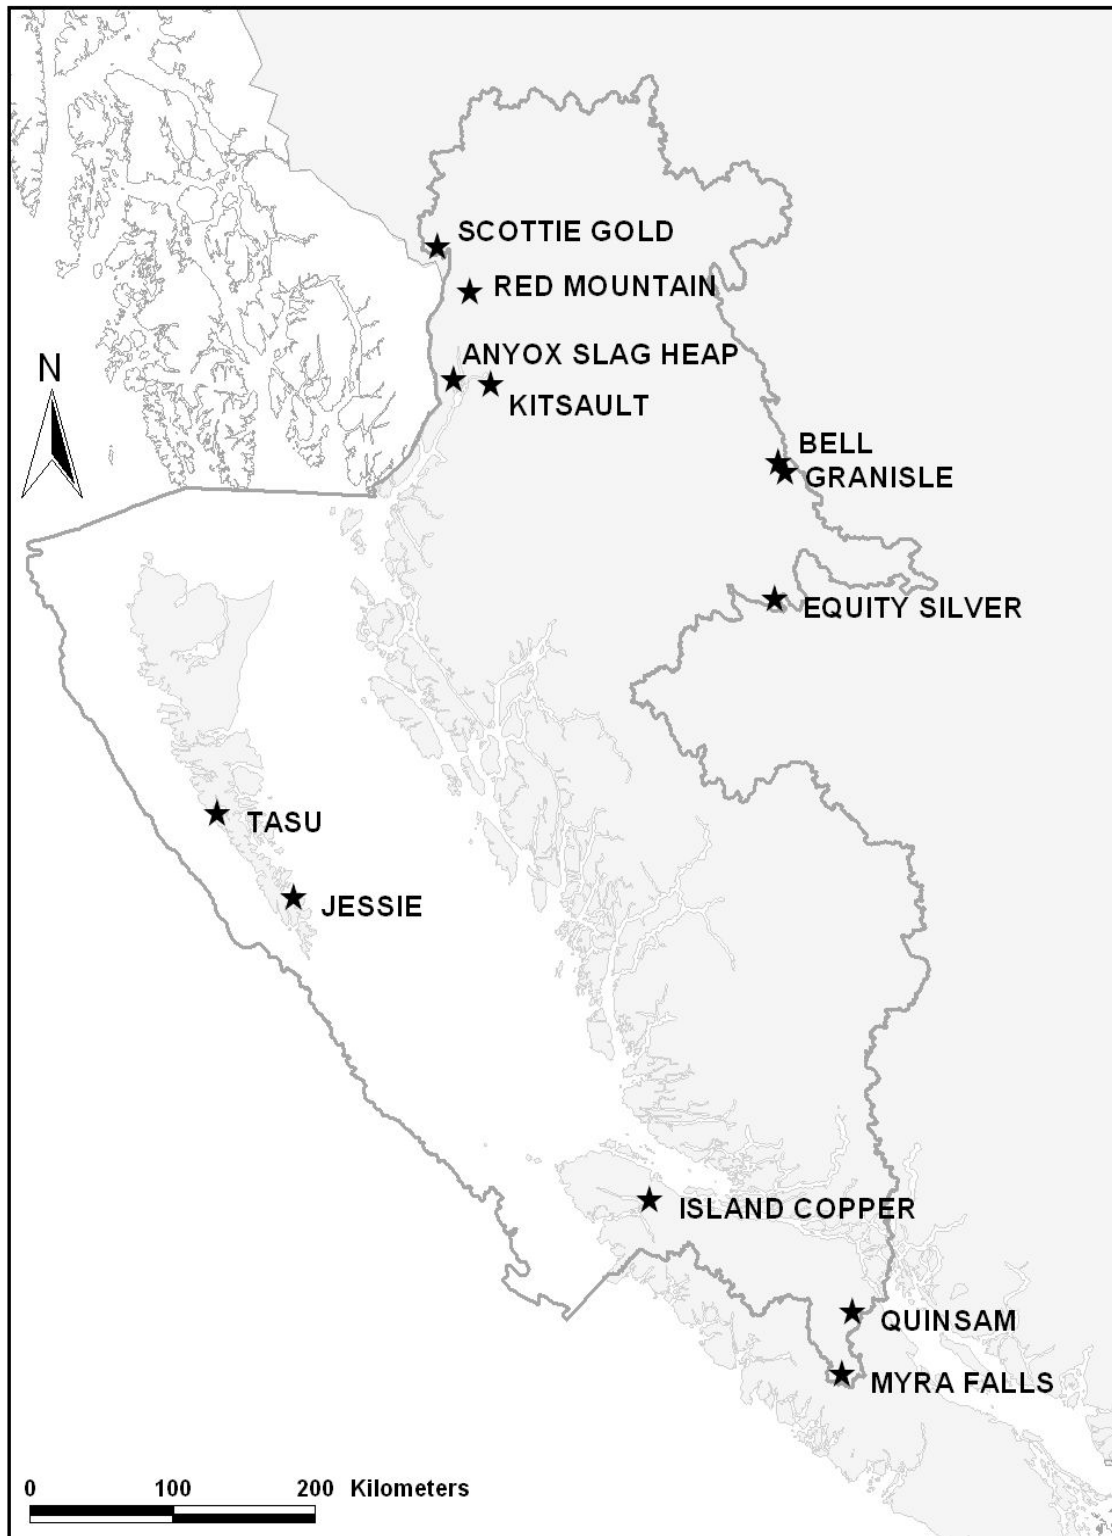 SCOTTIE GOLD
RED MOUNTAIN
ANYOX SLAG HEAP
N
KITSAULT
BELL
GRANISLE
EQUITY SILVER
TASU
JESSIE
ISLAND COPPER
QUINSAM
MYRA FALLS
0 100 200 Kilometers